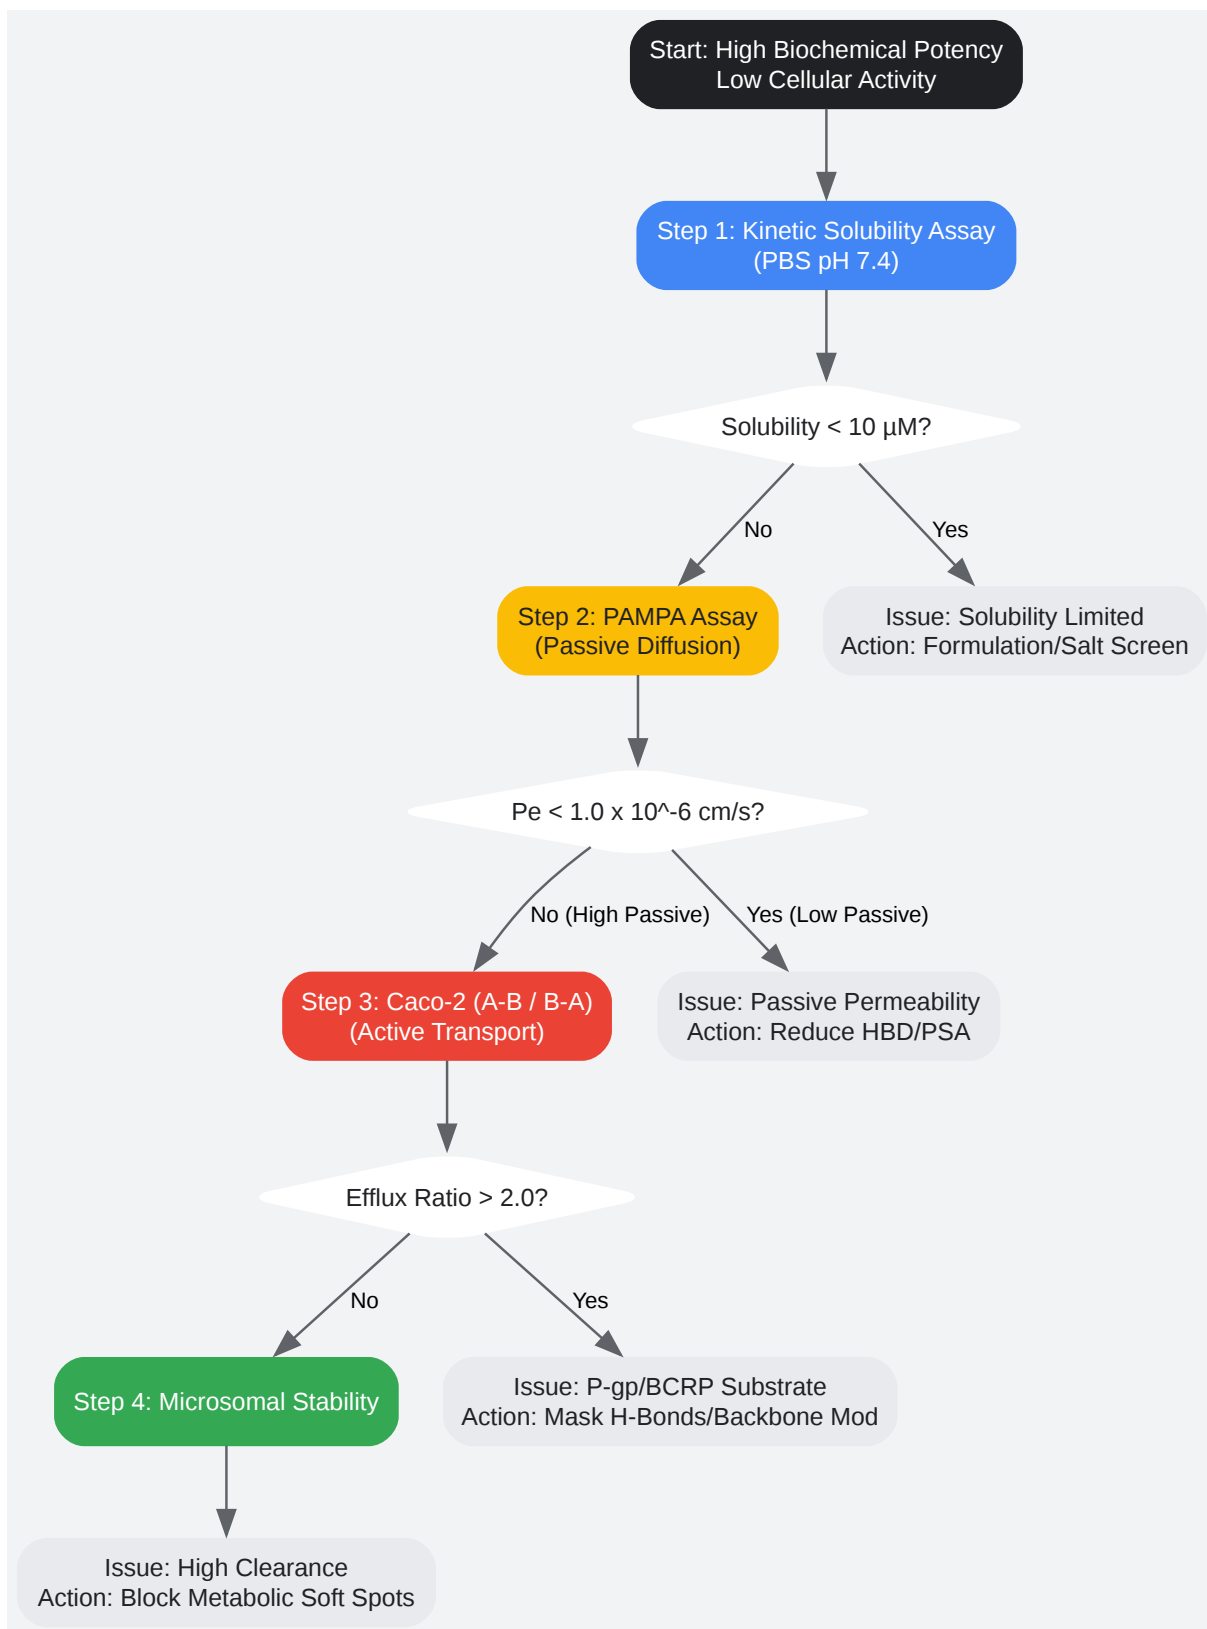 Start: High Biochemical Potency
Low Cellular Activity
Step 1: Kinetic Solubility Assay
(PBS pH 7.4)
Solubility < 10 µM?
No
Yes
Step 2: PAMPA Assay
(Passive Diffusion)
Issue: Solubility Limited
Action: Formulation/Salt Screen
Pe < 1.0 x 10^-6 cm/s?
No (High Passive)
Yes (Low Passive)
Step 3: Caco-2 (A-B / B-A)
(Active Transport)
Issue: Passive Permeability
Action: Reduce HBD/PSA
Efflux Ratio > 2.0?
No
Yes
Step 4: Microsomal Stability
Issue: P-gp/BCRP Substrate
Action: Mask H-Bonds/Backbone Mod
Issue: High Clearance
Action: Block Metabolic Soft Spots